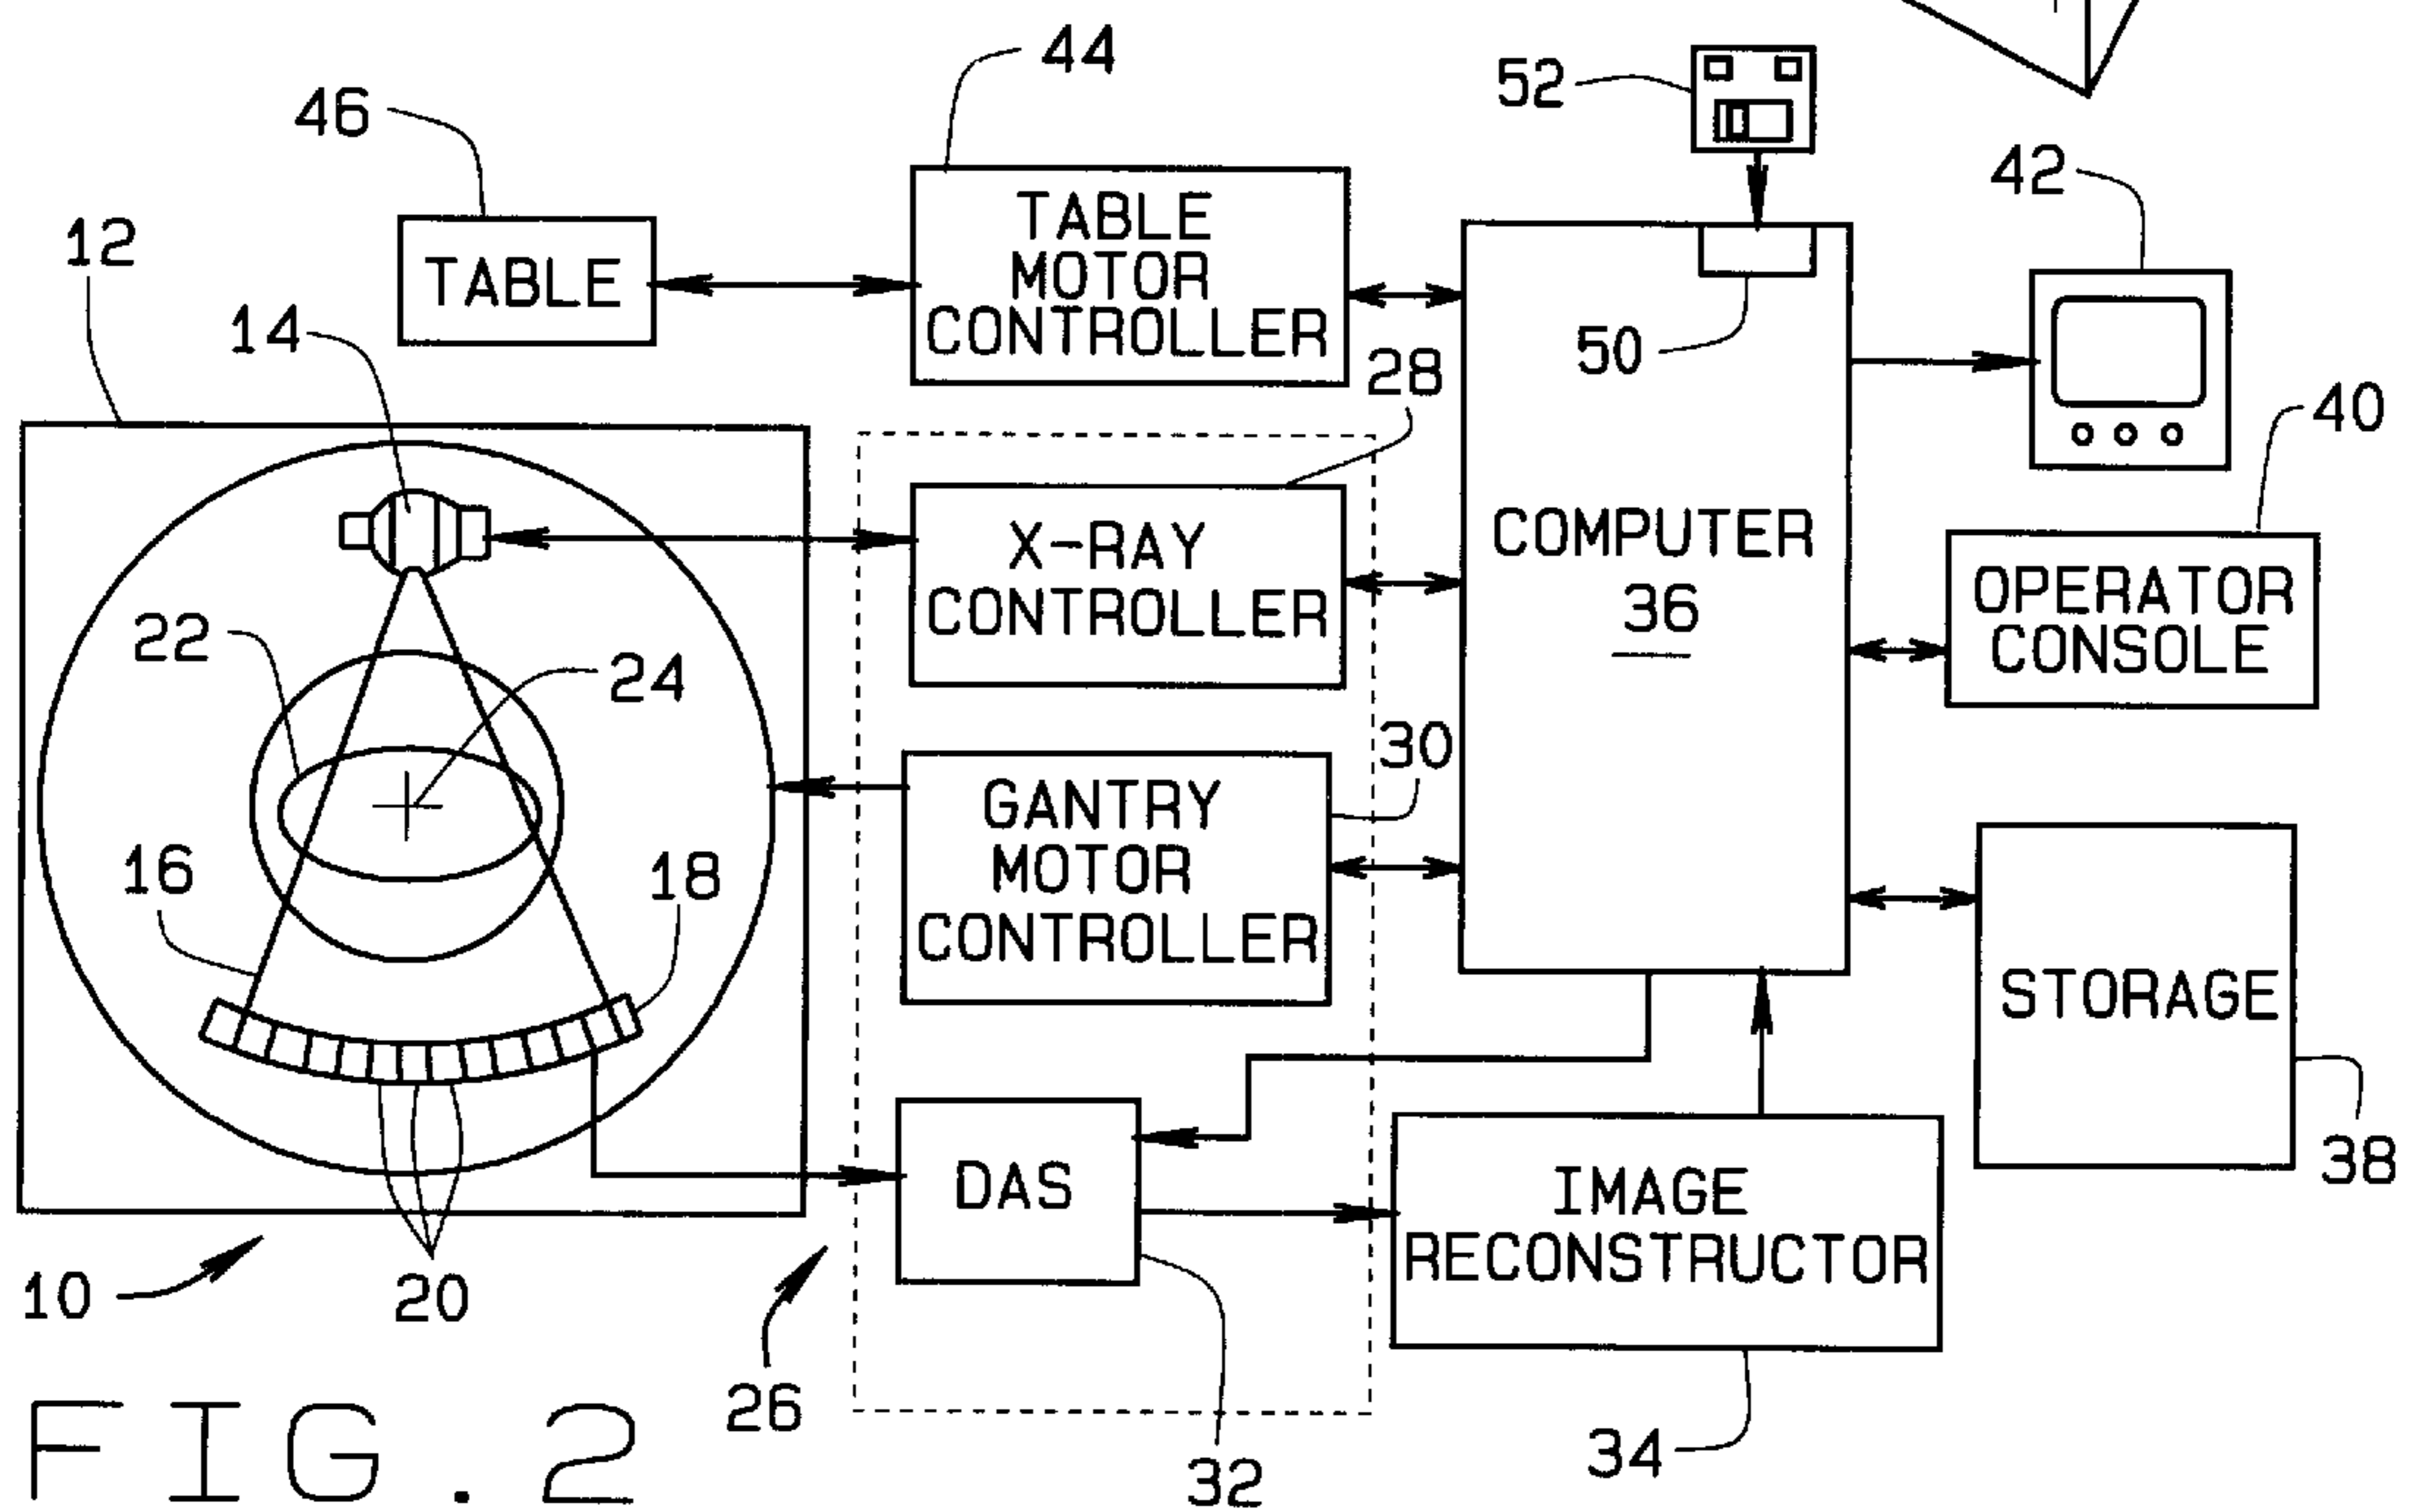 44
52
46
42
12
TABLE
MOTOR
CONTROLLER
TABLE
14
50
28
40
X-RAY
CONTROLLER
COMPUTER
36
OPERATOR
CONSOLE
22
24
30
GANTRY
MOTOR
CONTROLLER
16
18
STORAGE
DAS
IMAGE
RECONSTRUCTOR
38
10
20
26
34
32
FIG.2